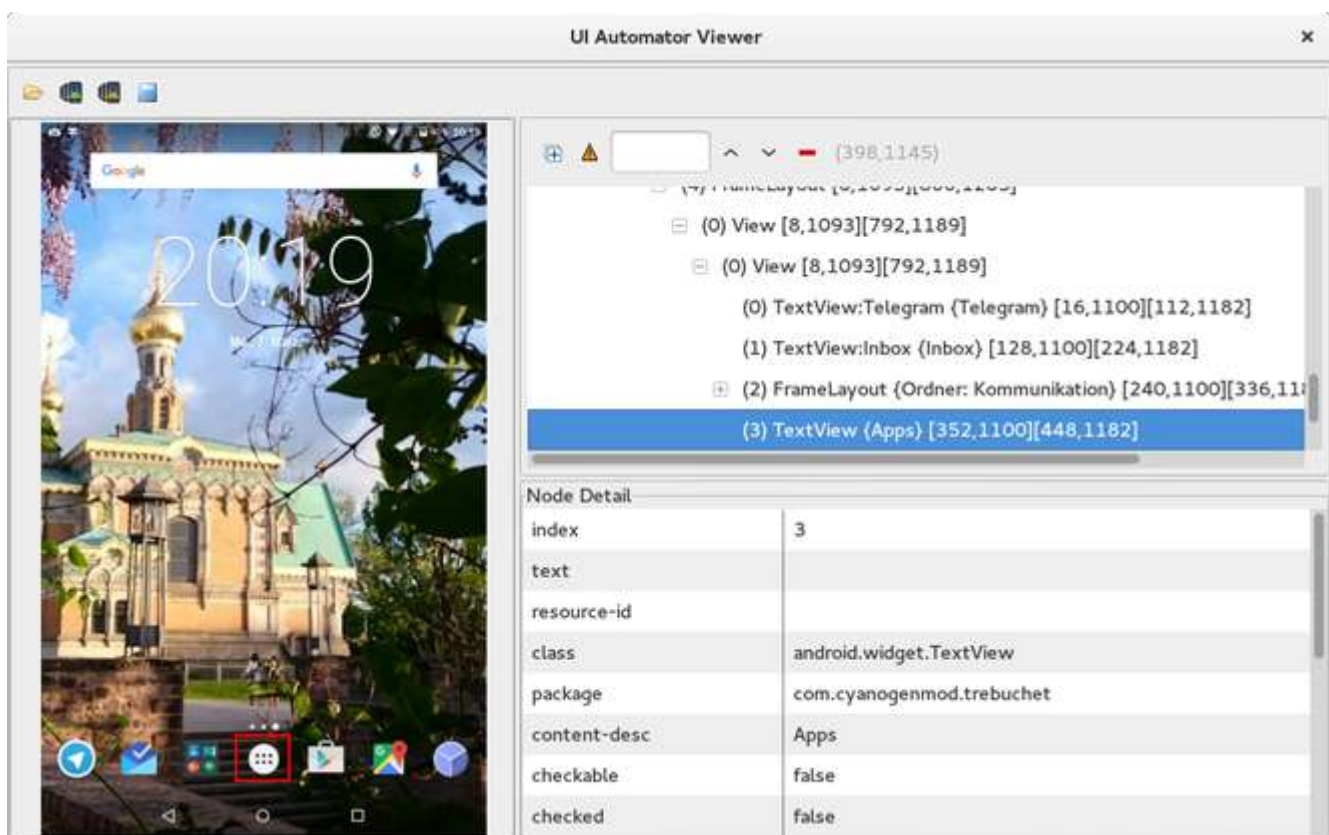 UI Automator Viewer
Google
20:19
(398,1145)
(0) View [8,1093][792,1189]
(0) View [8,1093][792,1189]
(0) TextView:Telegram {Telegram} [16,1100][112,1182]
(1) TextView:Inbox {Inbox} [128,1100][224,1182]
(2) FrameLayout {Ordner: Kommunikation} [240,1100][336,118
(3) TextView {Apps} [352,1100][448,1182]
Node Detail
index 3
text
resource-id
class android.widget.TextView
package com.cyanogenmod.trebuchet
content-desc Apps
checkable false
checked false